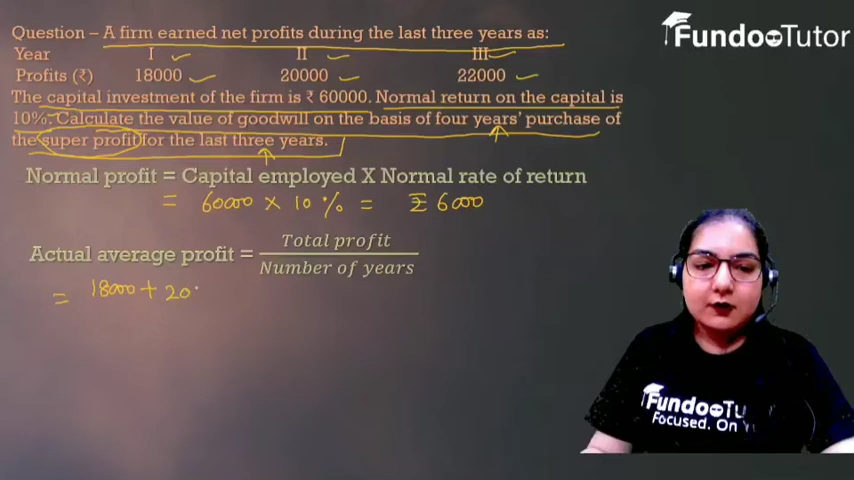 Question – A firm earned net profits during the last three years as:
Year I II III
Profits (₹) 18000 20000 22000
The capital investment of the firm is ₹ 60000. Normal return on the capital is
10%. Calculate the value of goodwill on the basis of four years' purchase of
the super profit for the last three years.
Normal profit = Capital employed X Normal rate of return
= 60000 × 10 % = ₹ 6000
Actual average profit = Total profit
Number of years
= 18000 + 20
FundooTutor
FundooTu
Focused. On